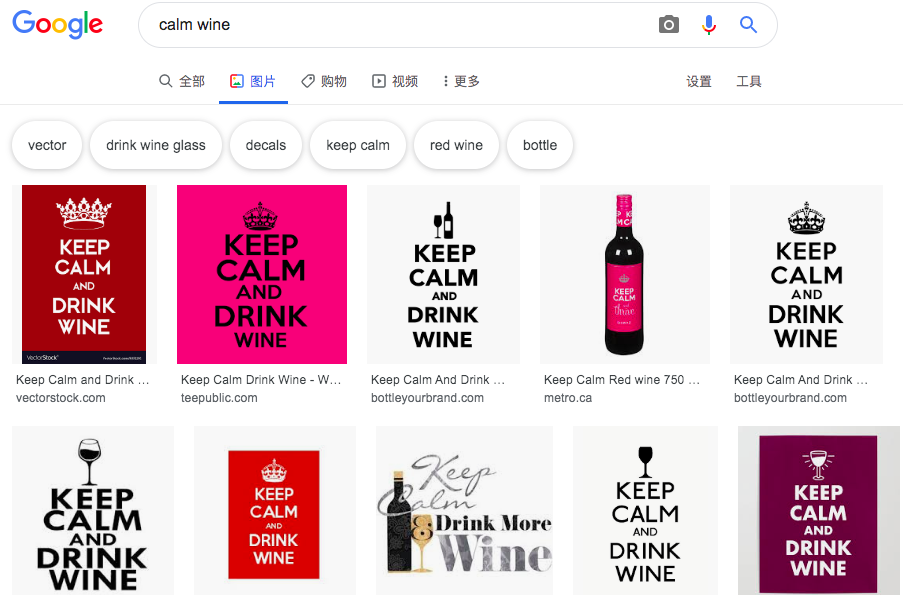 Google
calm wine
全部
图片
购物
视频
更多
设置
工具
vector
drink wine glass
decals
keep calm
red wine
bottle
KEEP
CALM
AND
DRINK
WINE
VectorStock
KEEP
CALM
AND
DRINK
WINE
KEEP
CALM
AND
DRINK
WINE
KEEP
CALM
KEEP
CALM
AND
DRINK
WINE
Keep Calm and Drink …
vectorstock.com
Keep Calm Drink Wine - W…
teepublic.com
Keep Calm And Drink …
bottleyourbrand.com
Keep Calm Red wine 750 …
metro.ca
Keep Calm And Drink …
bottleyourbrand.com
KEEP
CALM
AND
DRINK
WINE
KEEP
CALM
AND
DRINK
WINE
Keep
Calm
& Drink More
Wine
KEEP
CALM
AND
DRINK
WINE
KEEP
CALM
AND
DRINK
WINE